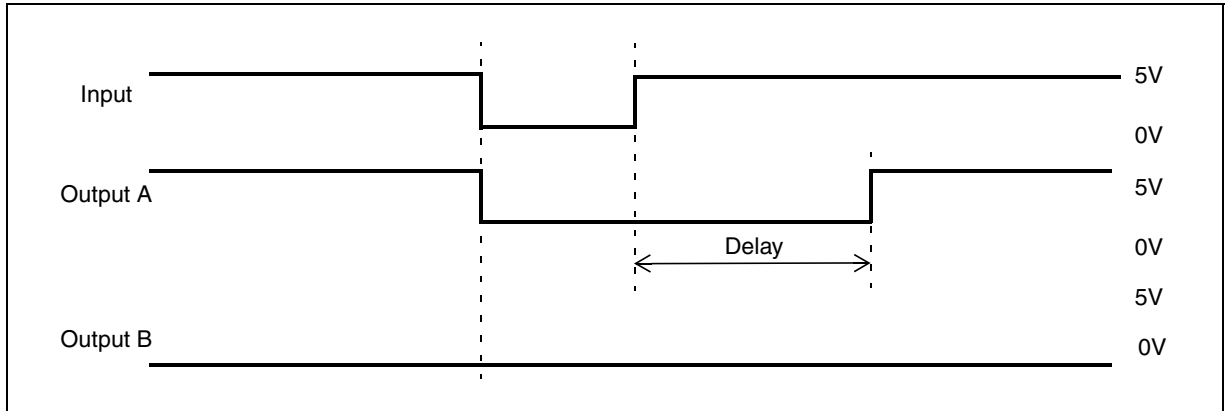 Input
5V
0V
Output A
5V
Delay
0V
5V
Output B
0V